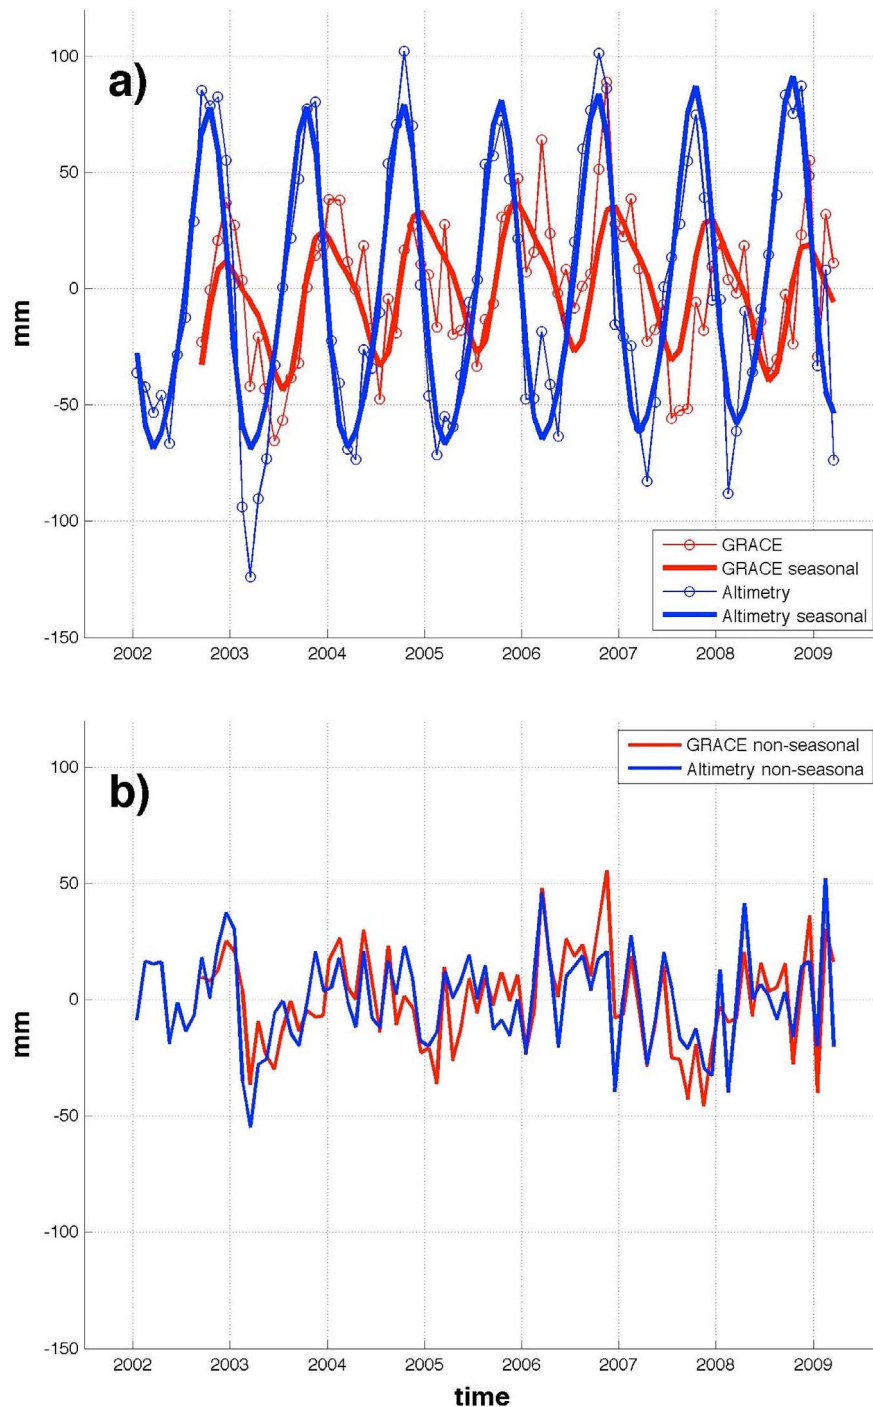 a)
100
50
0
-50
-100
-150
mm
GRACE
GRACE seasonal
Altimetry
Altimetry seasonal
2002 2003 2004 2005 2006 2007 2008 2009
b)
GRACE non-seasonal
Altimetry non-seasona
100
50
0
-50
-100
-150
mm
2002 2003 2004 2005 2006 2007 2008 2009
time